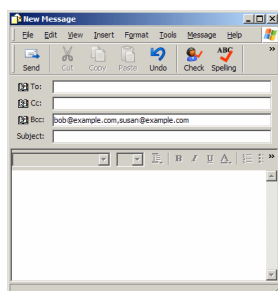 New Message
File Edit View Insert Format Tools Message Help
Send Cut Copy Paste Undo Check ABC Spelling »
To:
Cc:
Bcc: bob@example.com,susan@example.com
Subject:
B I U A »